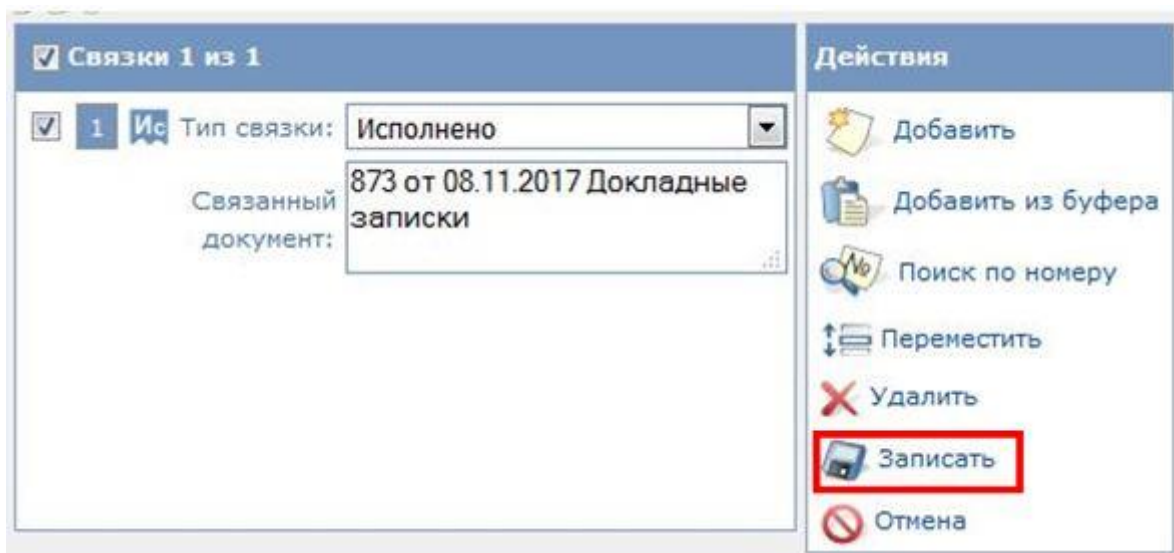 Связки 1 из 1
1 Ис Тип связки: Исполнено
Связанный документ:
873 от 08.11.2017 Докладные
записки
Действия
Добавить
Добавить из буфера
№ Поиск по номеру
Переместить
Удалить
Записать
Отмена